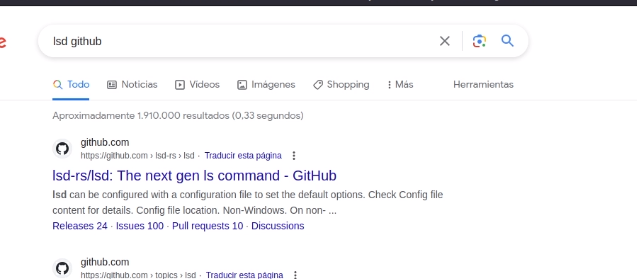 lsd github
Todo Noticias Vídeos Imágenes Shopping Más Herramientas
Aproximadamente 1.910.000 resultados (0,33 segundos)
github.com
https://github.com › lsd-rs › lsd · Traducir esta página
lsd-rs/lsd: The next gen ls command - GitHub
lsd can be configured with a configuration file to set the default options. Check Config file
content for details. Config file location. Non-Windows. On non- ...
Releases 24 · Issues 100 · Pull requests 10 · Discussions
github.com
https://github.com › topics › lsd · Traducir esta página